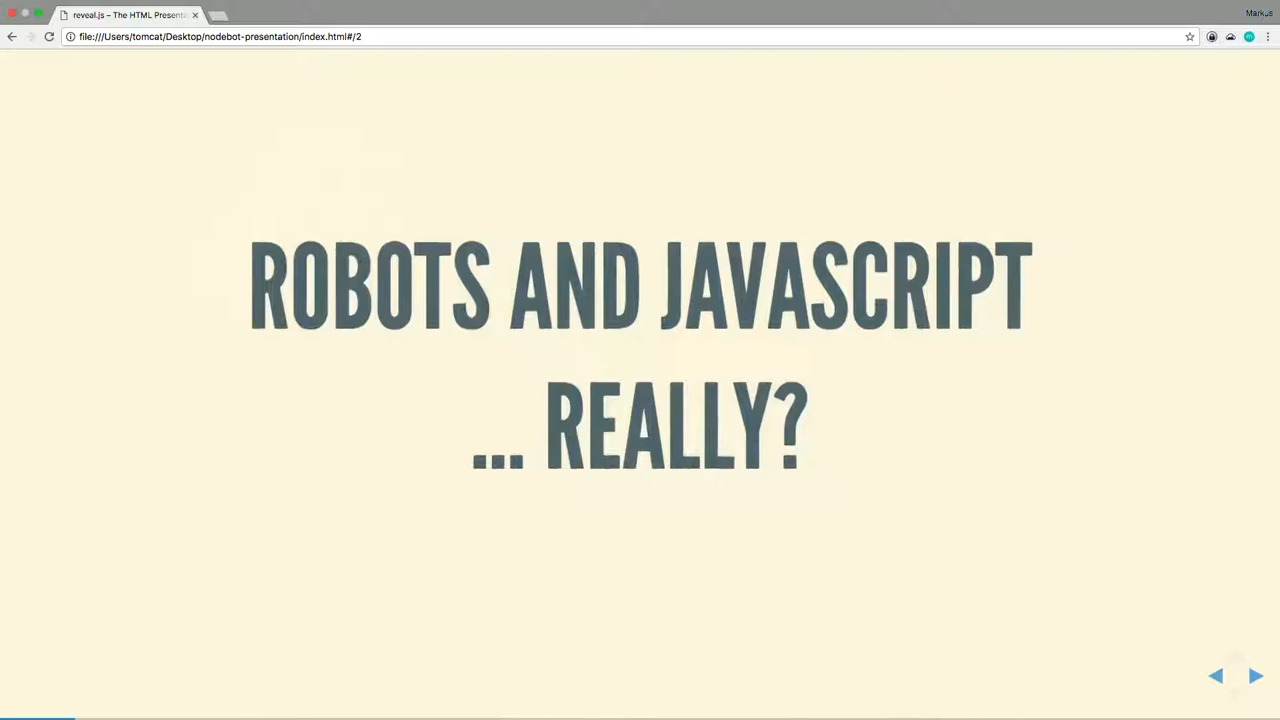 reveal.js – The HTML Presenta
Markus
file:///Users/tomcat/Desktop/nodebot-presentation/index.html#/2
ROBOTS AND JAVASCRIPT
... REALLY?